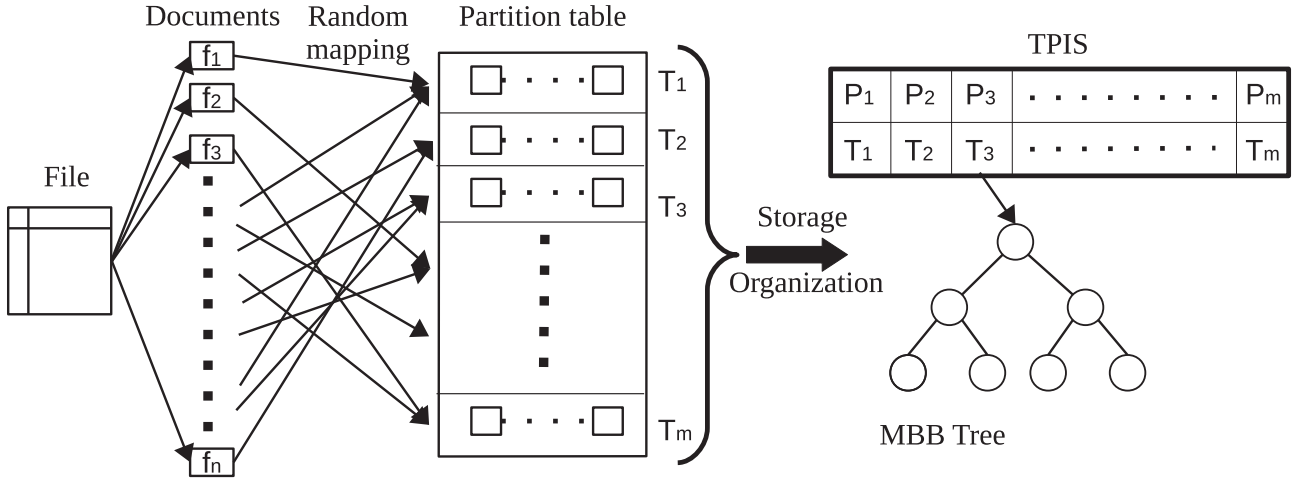 Documents
Random
mapping
Partition table
TPIS
File
f1
f2
f3
fn
T1
T2
T3
Tm
Storage
Organization
P1 P2 P3 Pm
T1 T2 T3 Tm
MBB Tree